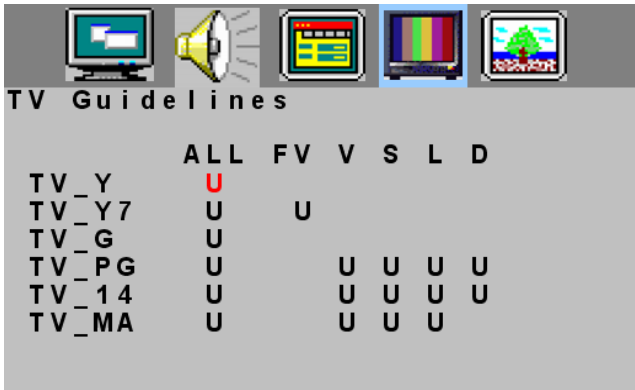 TV Guidelines
ALL FV V S L D
TV_Y U
TV_Y7 U U
TV_G U
TV_PG U U U U U
TV_14 U U U U U
TV_MA U U U U